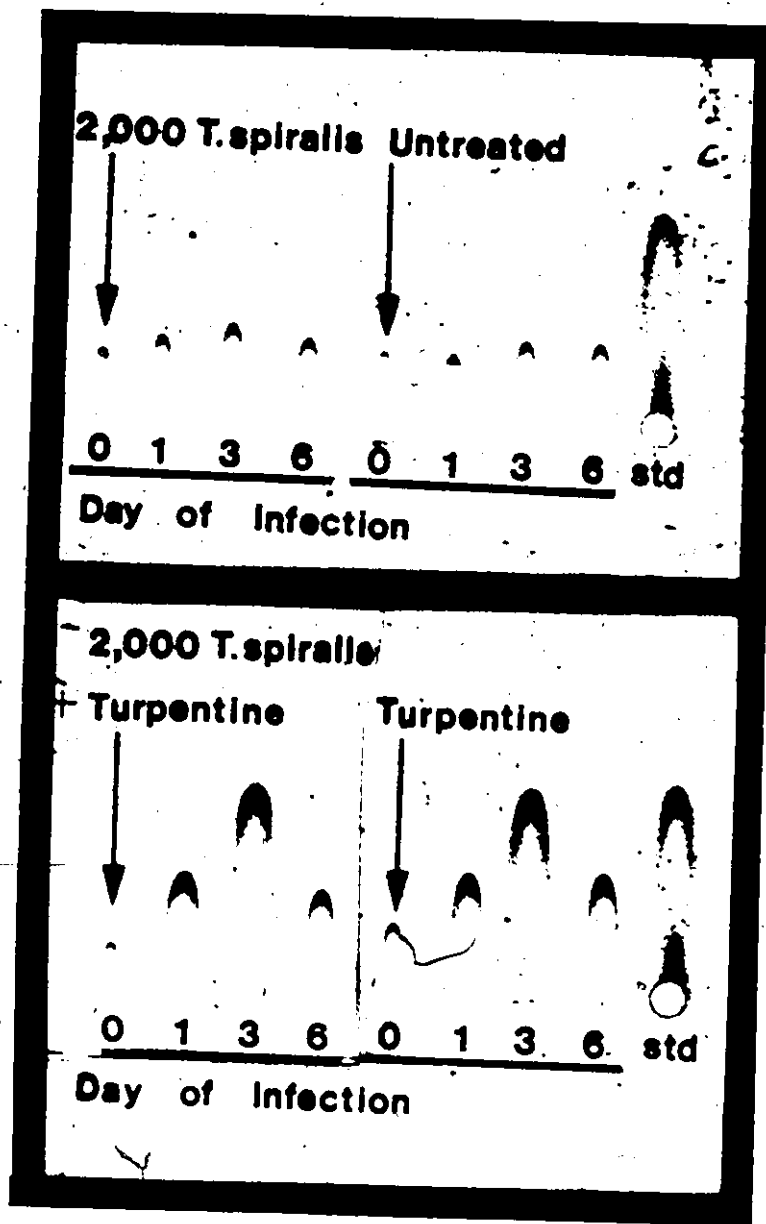 2,000 T.spiralis Untreated
0 1 3 6 0 1 3 6 std
Day of Infection
2,000 T.spiralis
+ Turpentine Turpentine
0 1 3 6 0 1 3 6 std
Day of Infection